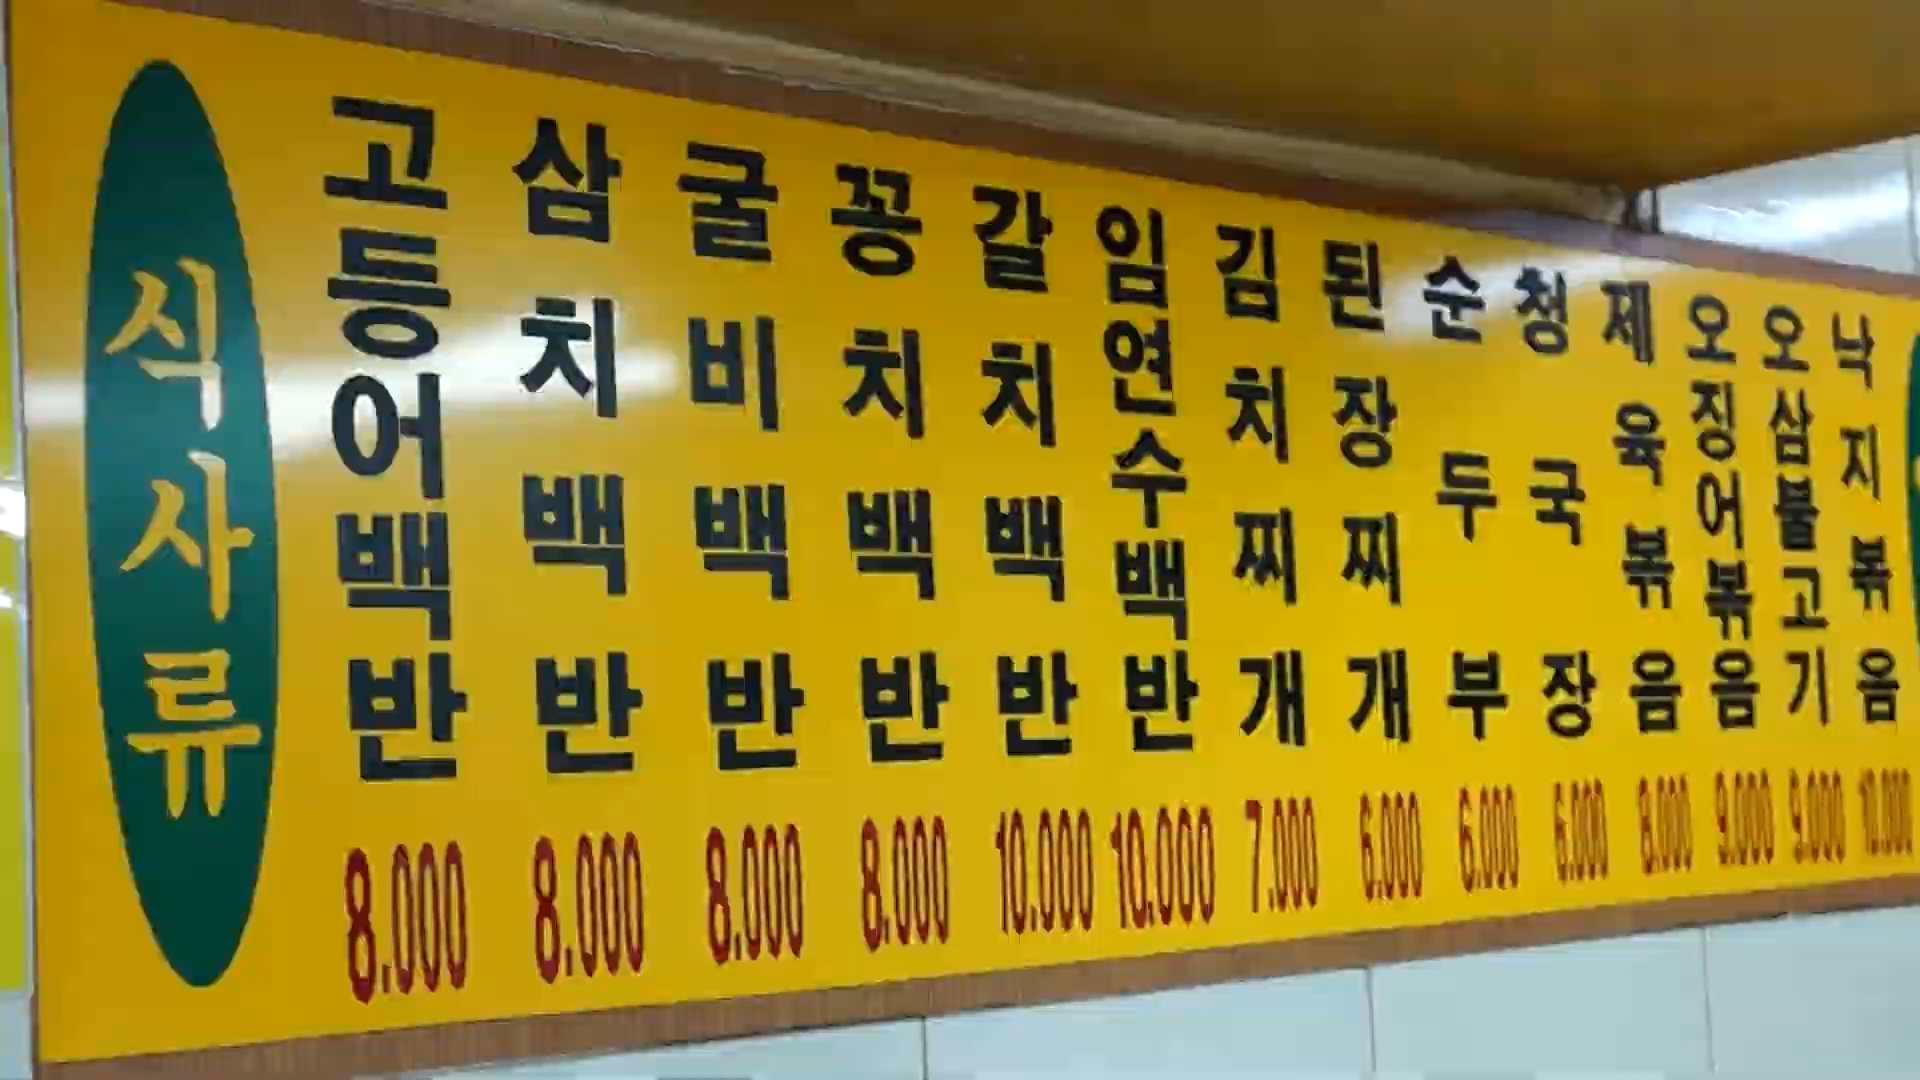 식사류
고등어백반 8.000
삼치백반 8.000
굴비백반 8.000
꽁치백반 8.000
갈치백반 10.000
임연수백반 10.000
김치찌개 7.000
된장찌개 6.000
순두부 6.000
청국장 6.000
제육볶음 8.000
오징어볶음 9.000
오삼불고기 9.000
낙지볶음 10.000